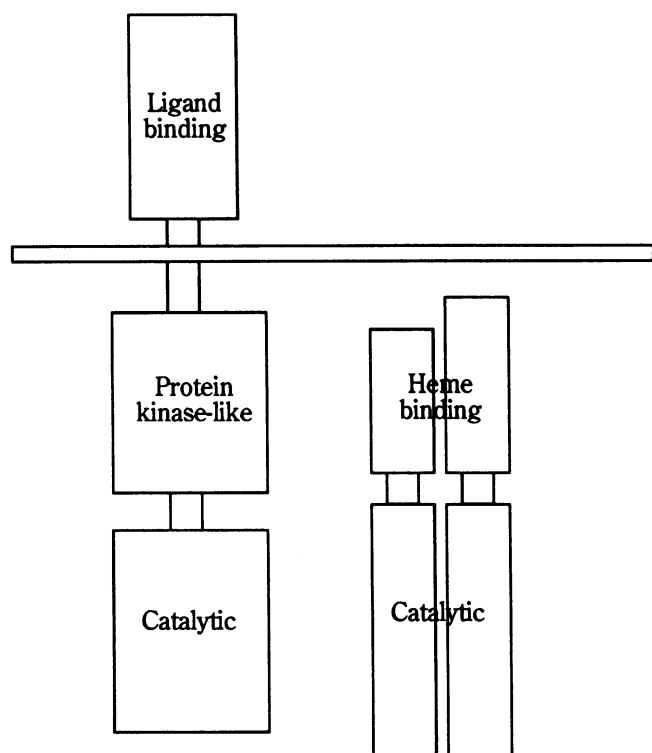 Ligand
binding
Protein
kinase-like
Heme
binding
Catalytic
Catalytic